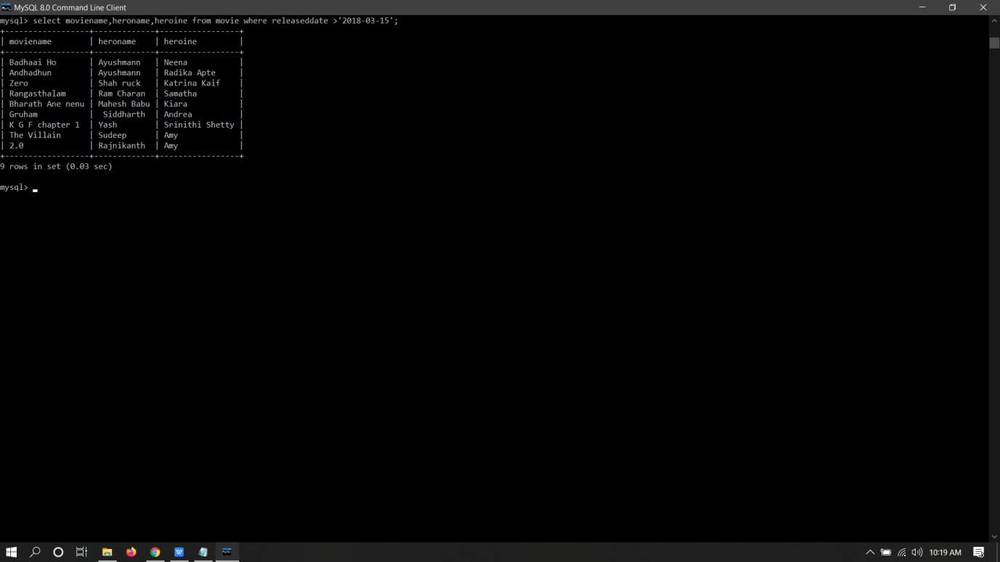 MySQL 8.0 Command Line Client
mysql> select moviename,heroname,heroine from movie where releaseddate >'2018-03-15';
+------------------+-------------+-----------------+
| moviename        | heroname    | heroine         |
+------------------+-------------+-----------------+
| Badhaai Ho       | Ayushmann   | Neena           |
| Andhadhun        | Ayushmann   | Radika Apte     |
| Zero             | Shah ruck   | Katrina Kaif    |
| Rangasthalam     | Ram Charan  | Samatha         |
| Bharath Ane nenu | Mahesh Babu | Kiara           |
| Gruham           |  Siddharth  | Andrea          |
| K G F chapter 1  | Yash        | Srinithi Shetty |
| The Villain      | Sudeep      | Amy             |
| 2.0              | Rajnikanth  | Amy             |
+------------------+-------------+-----------------+
9 rows in set (0.03 sec)
mysql>
10:19 AM